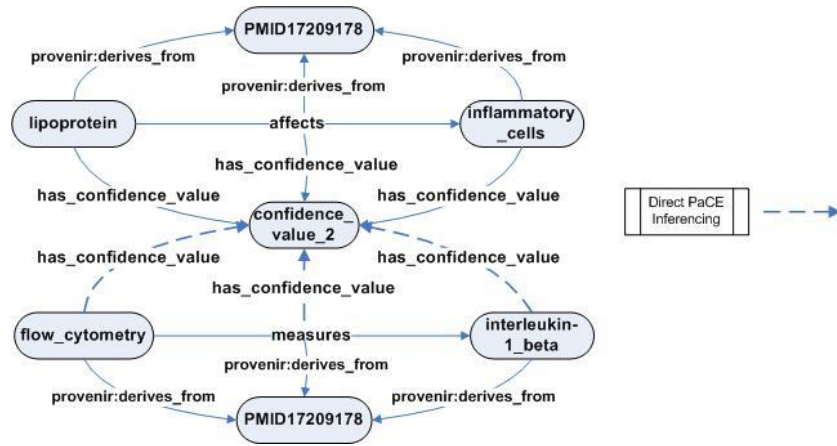 PMID17209178
provenir:derives_from
provenir:derives_from
provenir:derives_from
lipoprotein
affects
inflammatory
_cells
has_confidence_value
has_confidence_value
has_confidence_value
confidence_
value_2
Direct PaCE
Inferencing
has_confidence_value
has_confidence_value
has_confidence_value
flow_cytometry
measures
interleukin-
1_beta
provenir:derives_from
provenir:derives_from
provenir:derives_from
PMID17209178